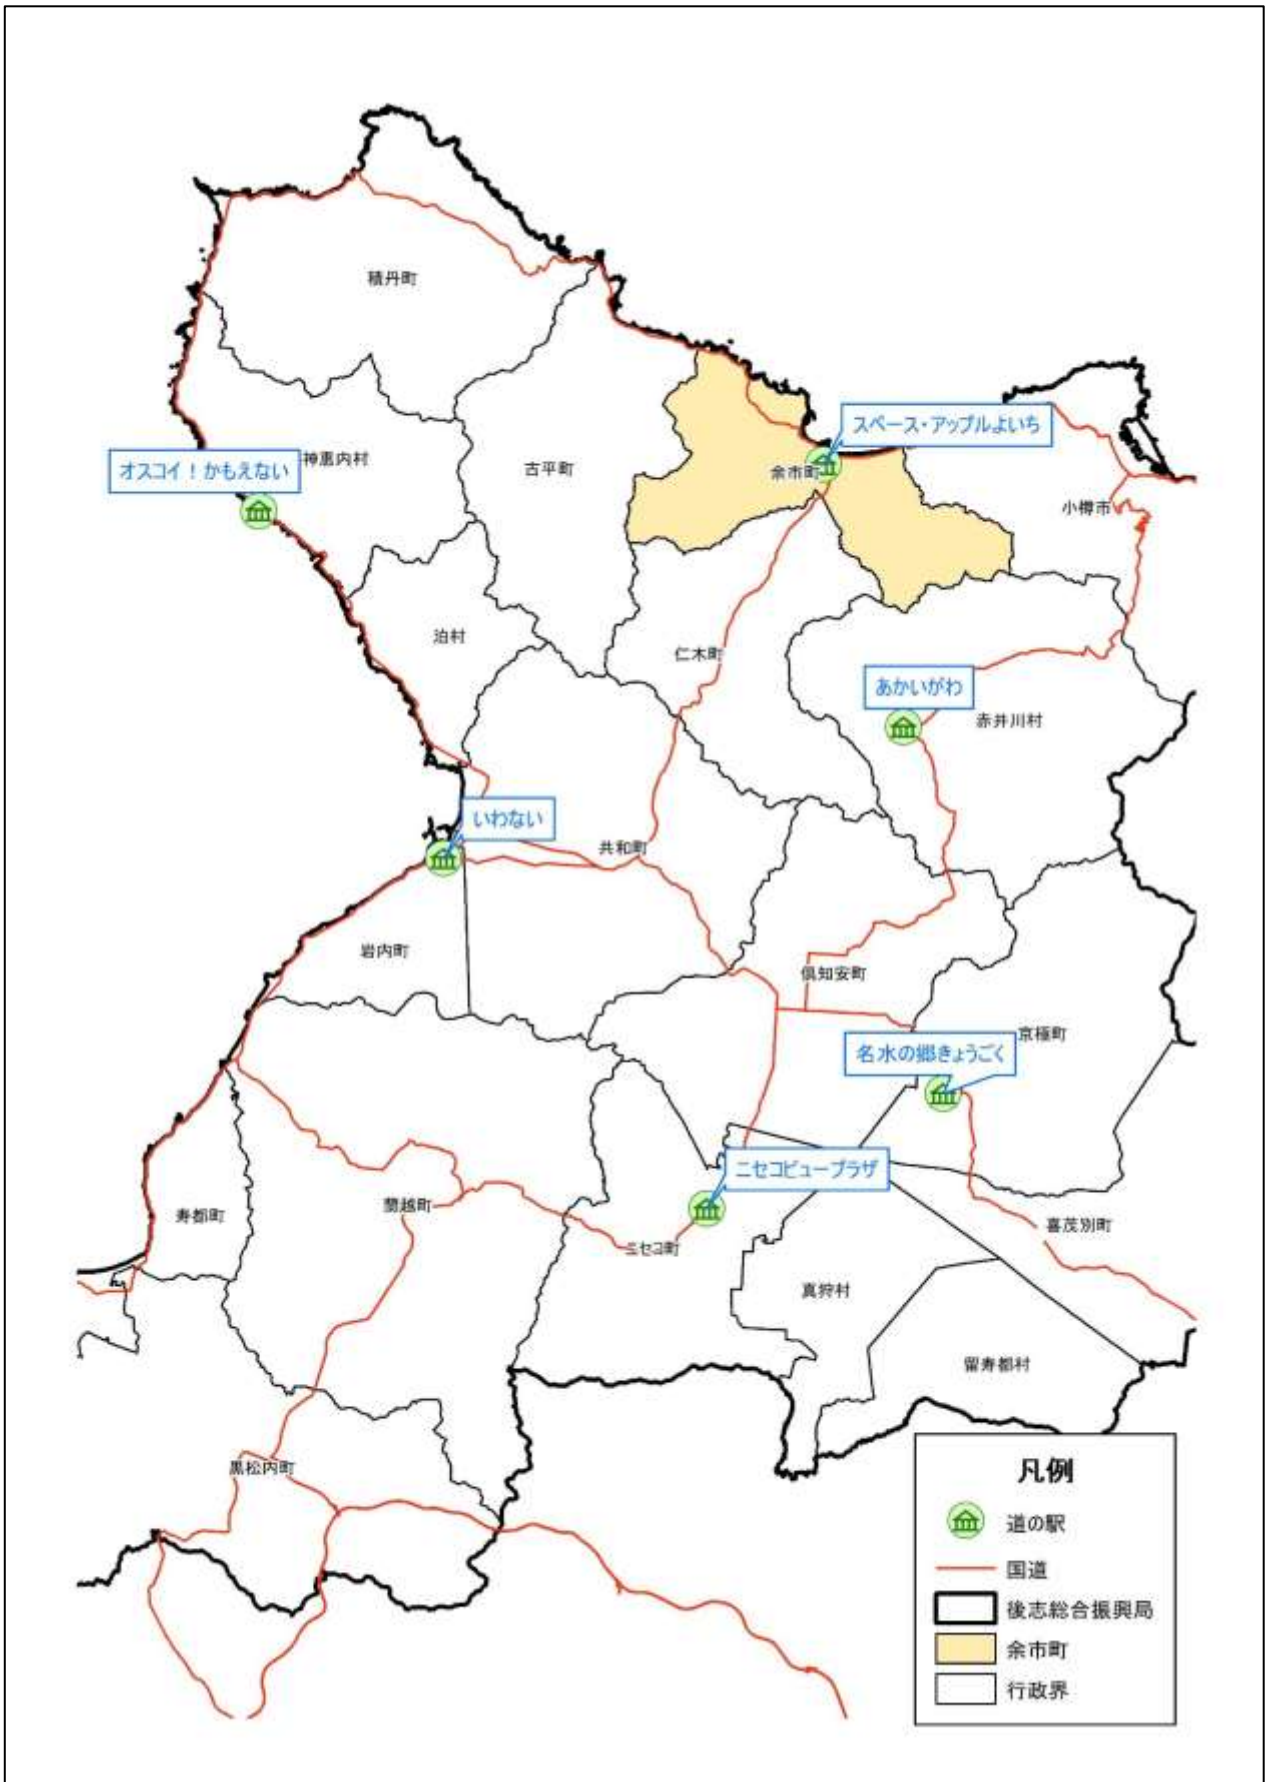 積丹町
スペース・アップルよいち
神恵内村
オスコイ！かもえない
古平町
余市町
小樽市
泊村
仁木町
あかいがわ
赤井川村
いわない
共和町
岩内町
倶知安町
京極町
名水の郷きょうごく
ニセコビュープラザ
蘭越町
寿都町
喜茂別町
ニセコ町
真狩村
留寿都村
黒松内町
凡例
道の駅
国道
後志総合振興局
余市町
行政界